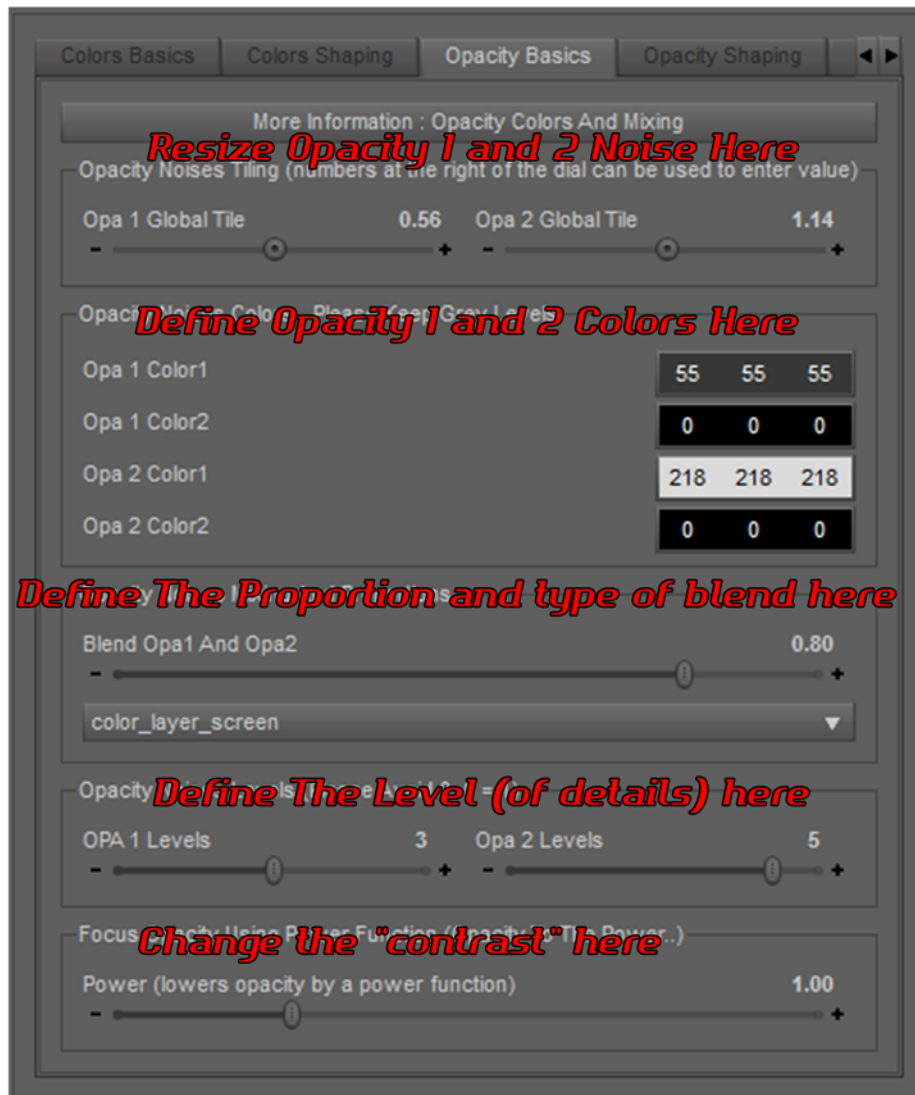 Colors Basics Colors Shaping Opacity Basics Opacity Shaping
More Information : Opacity Colors And Mixing
Resize Opacity 1 and 2 Noise Here
Opacity Noises Tiling (numbers at the right of the dial can be used to enter value)
Opa 1 Global Tile 0.56 Opa 2 Global Tile 1.14
- + - +
Define Opacity 1 and 2 Colors Here
Opa 1 Color1 55 55 55
Opa 1 Color2 0 0 0
Opa 2 Color1 218 218 218
Opa 2 Color2 0 0 0
Define The Proportion and type of blend here
Blend Opa1 And Opa2 0.80
- +
color_layer_screen
Define The Level (of details) here
OPA 1 Levels 3 Opa 2 Levels 5
- + - +
Change the "contrast" here
Power (lowers opacity by a power function) 1.00
- +